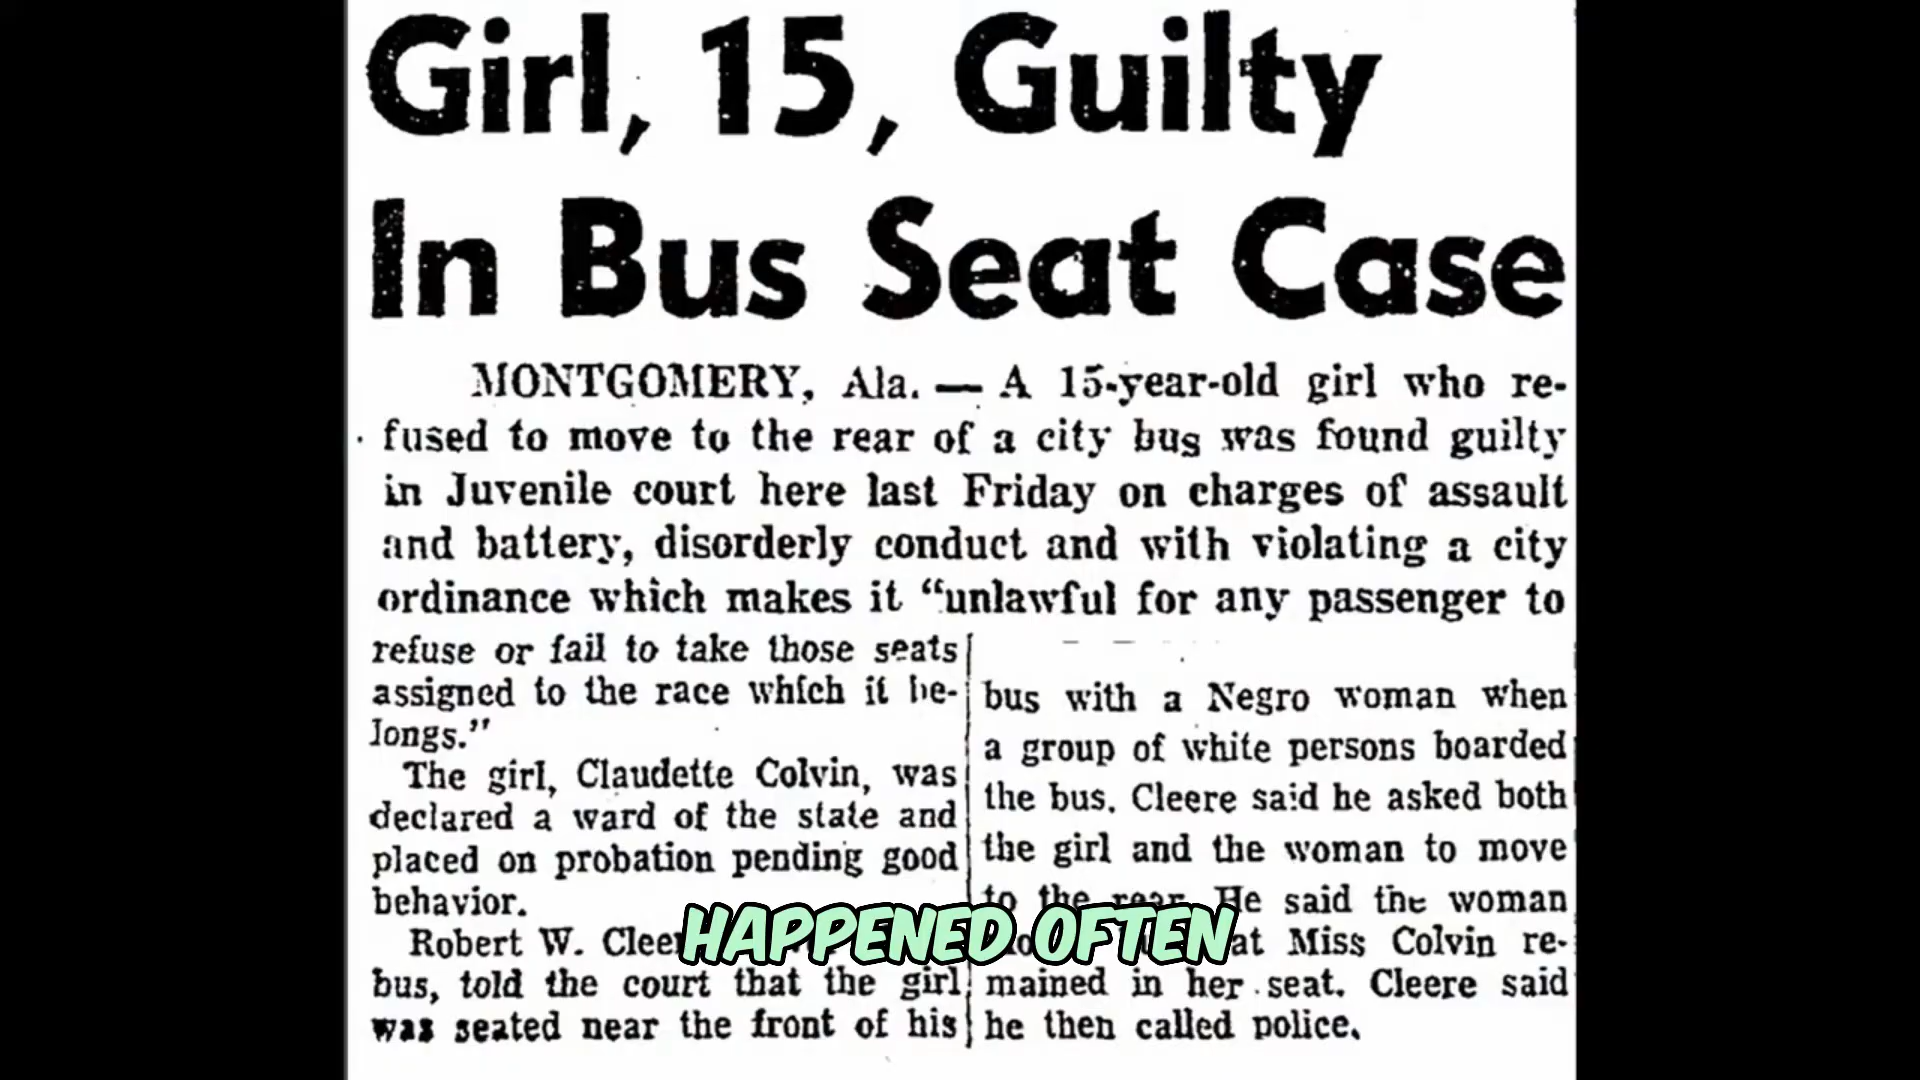 Girl, 15, Guilty
In Bus Seat Case
MONTGOMERY, Ala. — A 15-year-old girl who re-
fused to move to the rear of a city bus was found guilty
in Juvenile court here last Friday on charges of assault
and battery, disorderly conduct and with violating a city
ordinance which makes it “unlawful for any passenger to
refuse or fail to take those seats
assigned to the race which it be-
longs.”
The girl, Claudette Colvin, was
declared a ward of the state and
placed on probation pending good
behavior.
Robert W.
bus, told the court that the girl
was seated near the front of his
bus with a Negro woman when
a group of white persons boarded
the bus. Cleere said he asked both
the girl and the woman to move
to the rear. He said the woman
at Miss Colvin re-
mained in her seat. Cleere said
he then called police.
HAPPENED OFTEN